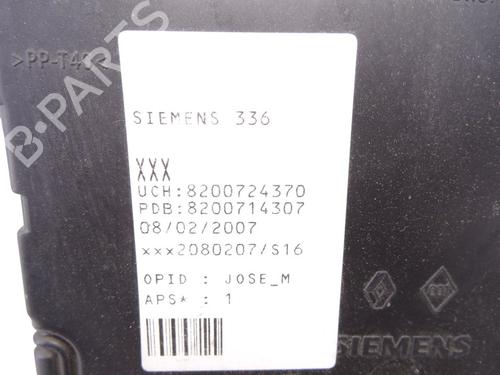 >PP-T40<
SIEMENS 336
XXX
UCH:8200724370
PDB:8200714307
08/02/2007
xxx2080207/S16
OPID : JOSE_M
APS* : 1
SIEMENS
B-PARTS